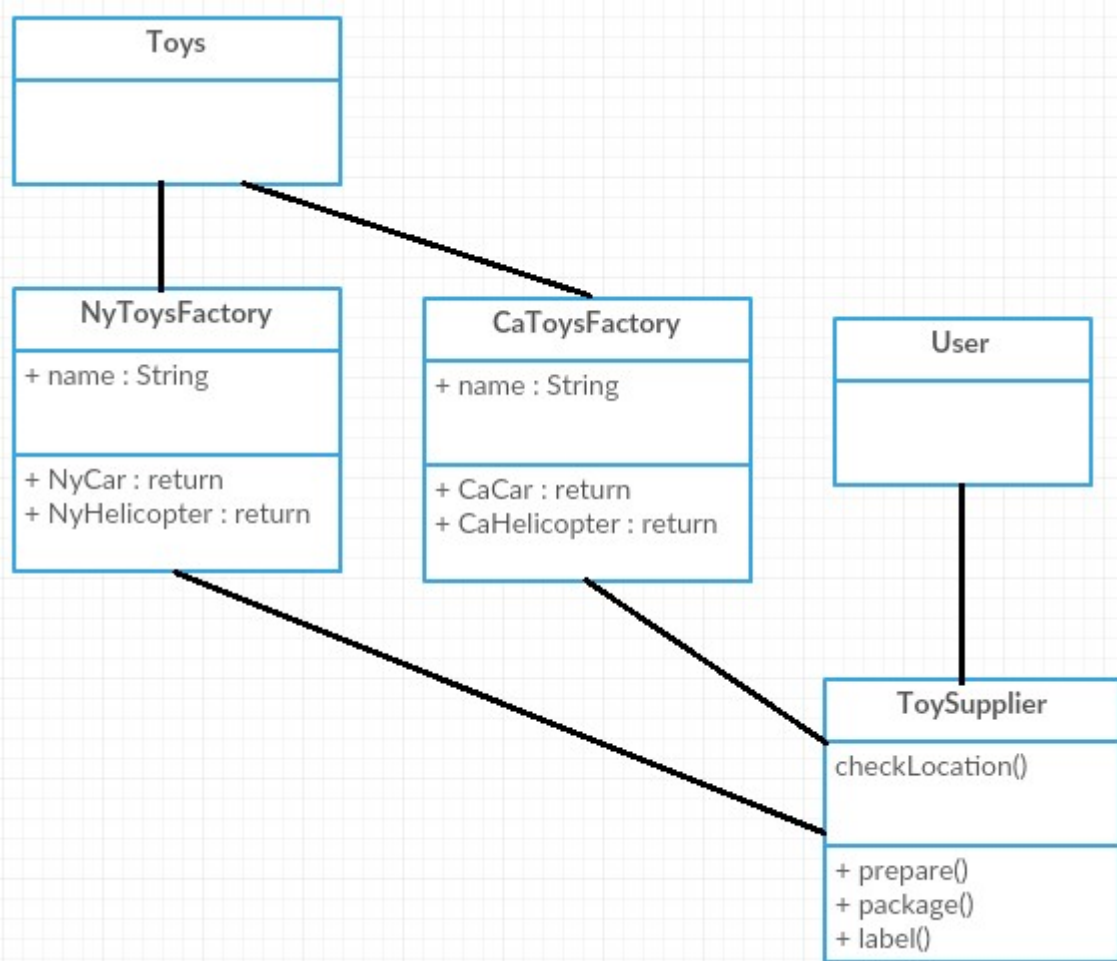 Toys
NyToysFactory
+ name : String
+ NyCar : return
+ NyHelicopter : return
CaToysFactory
+ name : String
+ CaCar : return
+ CaHelicopter : return
User
ToySupplier
checkLocation()
+ prepare()
+ package()
+ label()